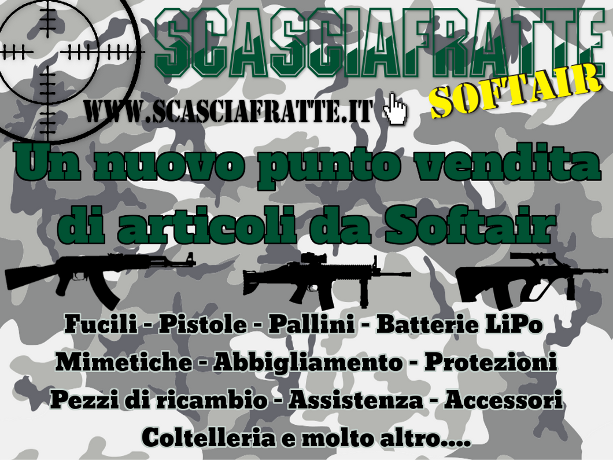 SCASCIAFRATTE
SOFTAIR
WWW.SCASCIAFRATTE.IT
Un nuovo punto vendita
di articoli da Softair
Fucili - Pistole - Pallini - Batterie LiPo
Mimetiche - Abbigliamento - Protezioni
Pezzi di ricambio - Assistenza - Accessori
Coltelleria e molto altro....